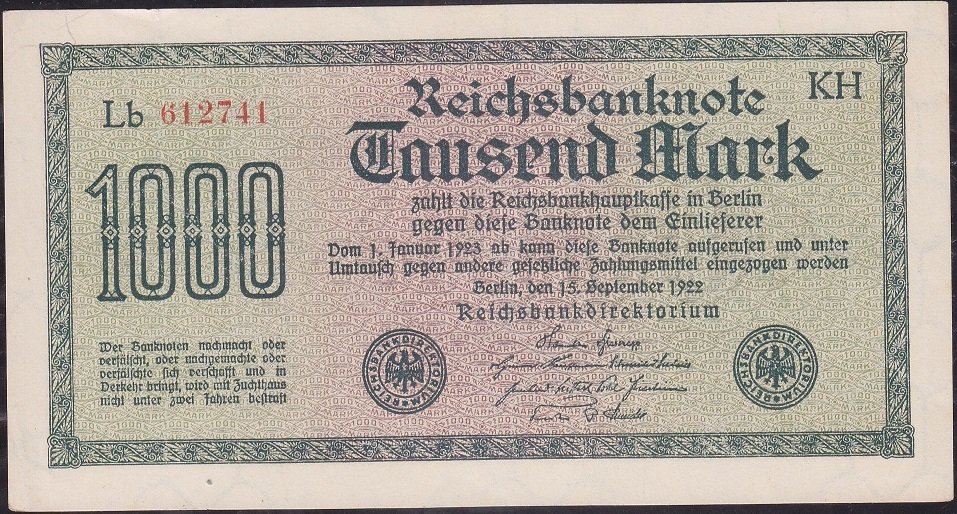 Lb 612741
KH
Reichsbanknote
Tausend Mark
1000
zahlt die Reichsbankhauptkasse in Berlin
gegen diese Banknote dem Einlieferer
Vom 1. Januar 1923 ab kann diese Banknote aufgerufen und unter
Umtausch gegen andere gesetzliche Zahlungsmittel eingezogen werden
Berlin, den 15. September 1922
Reichsbankdirektorium
Wer Banknoten nachmacht oder
verfälscht, oder nachgemachte oder
verfälschte sich verschafft und in
Verkehr bringt, wird mit Zuchthaus
nicht unter zwei Jahren bestraft
REICHSBANKDIREKTORIUM
REICHSBANKDIREKTORIUM